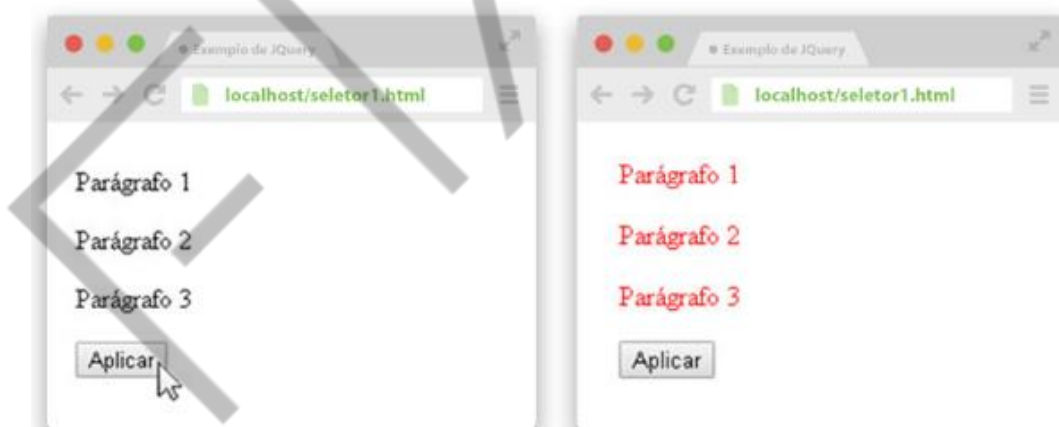 Exemplo de JQuery
localhost/seletor1.html
Parágrafo 1
Parágrafo 2
Parágrafo 3
Aplicar
Exemplo de JQuery
localhost/seletor1.html
Parágrafo 1
Parágrafo 2
Parágrafo 3
Aplicar